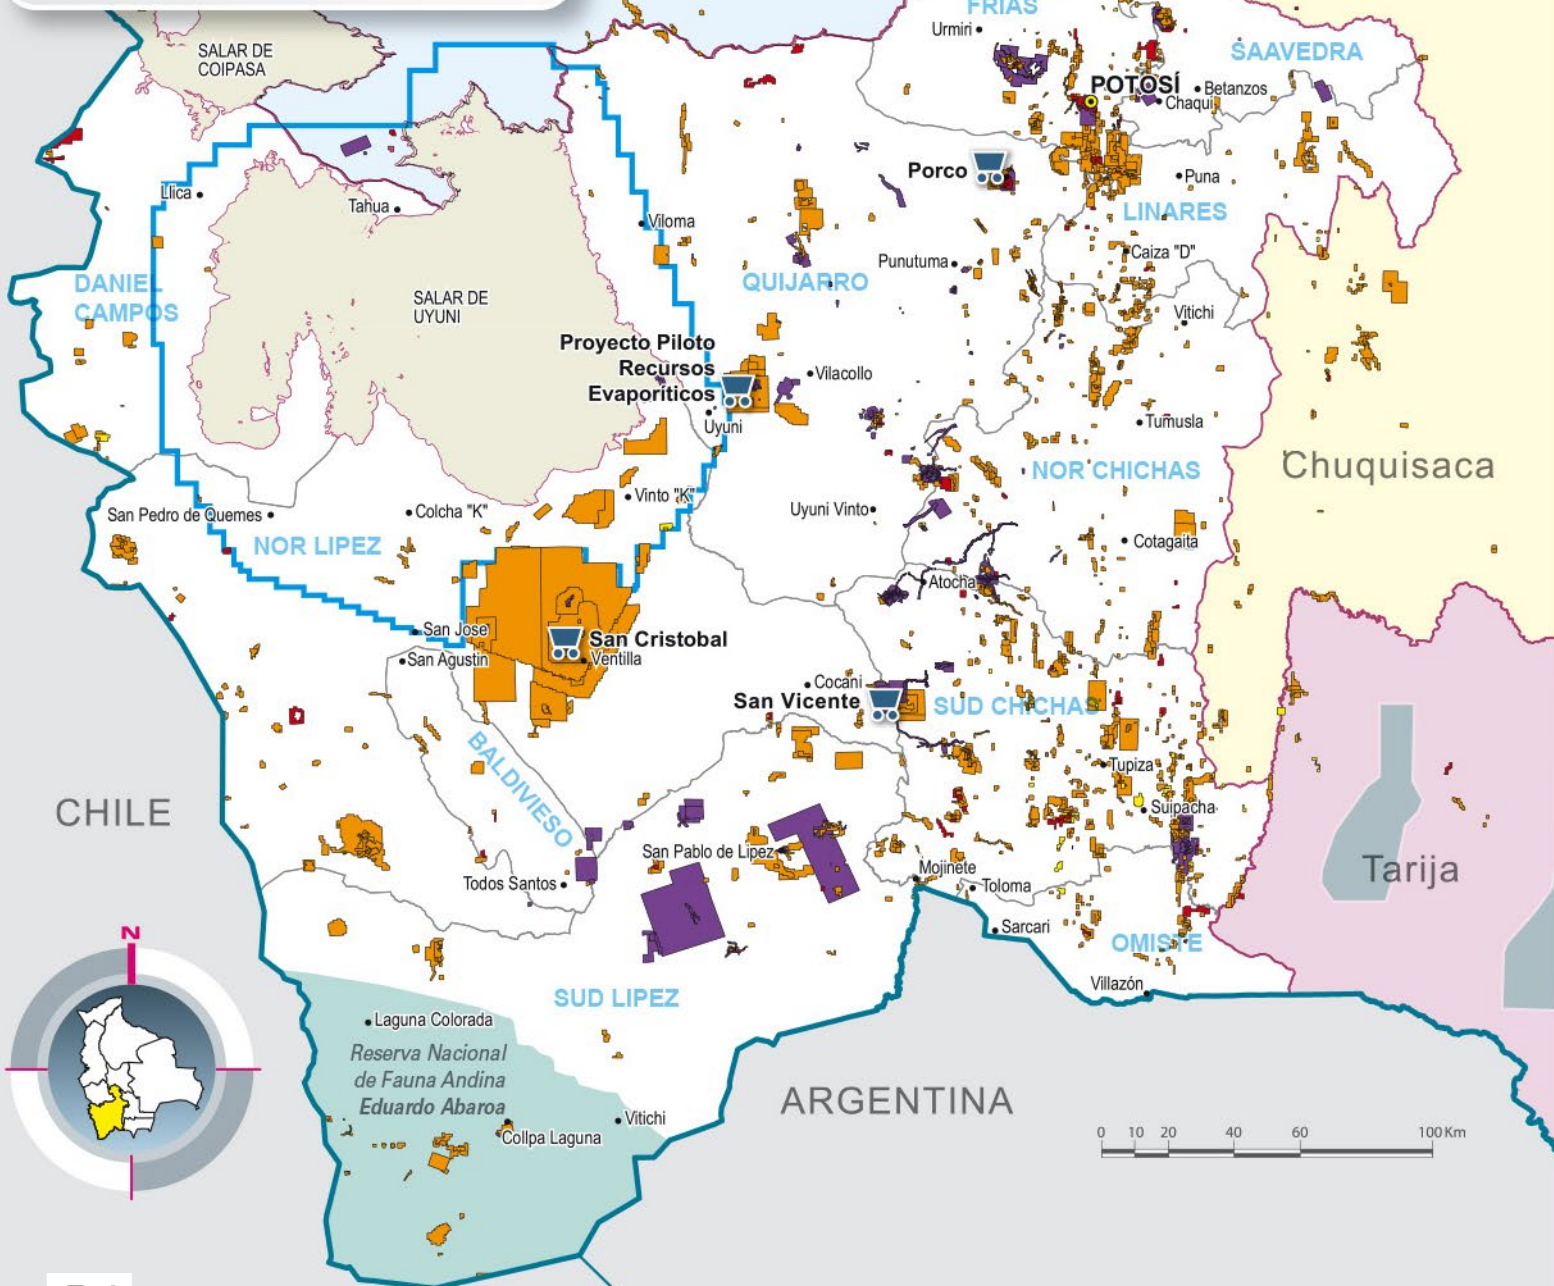 FRIAS
Urmiri
SALAR DE
COIPASA
SAAVEDRA
POTOSÍ
Betanzos
Chaqui
Porco
Puna
Llica
Tahua
LINARES
Viloma
Caiza "D"
Punutuma
DANIEL
CAMPOS
QUIJARRO
SALAR DE
UYUNI
Vitichi
Proyecto Piloto
Recursos
Evaporíticos
Vilacollo
Uyuni
Tumusla
NOR CHICHAS
Chuquisaca
Vinto "K"
San Pedro de Quemes
Colcha "K"
Uyuni Vinto
NOR LIPEZ
Cotagaita
Atocha
San Jose
San Cristobal
San Agustin
Ventilla
Cocani
San Vicente
SUD CHICHAS
BALDIVIESO
Tupiza
CHILE
Suipacha
San Pablo de Lipez
Tarija
Mojinete
Todos Santos
Toloma
Sarcari
N
OMISTE
Villazón
SUD LIPEZ
Laguna Colorada
Reserva Nacional
de Fauna Andina
Eduardo Abaroa
ARGENTINA
Vitichi
Collpa Laguna
0 10 20 40 60 100 Km